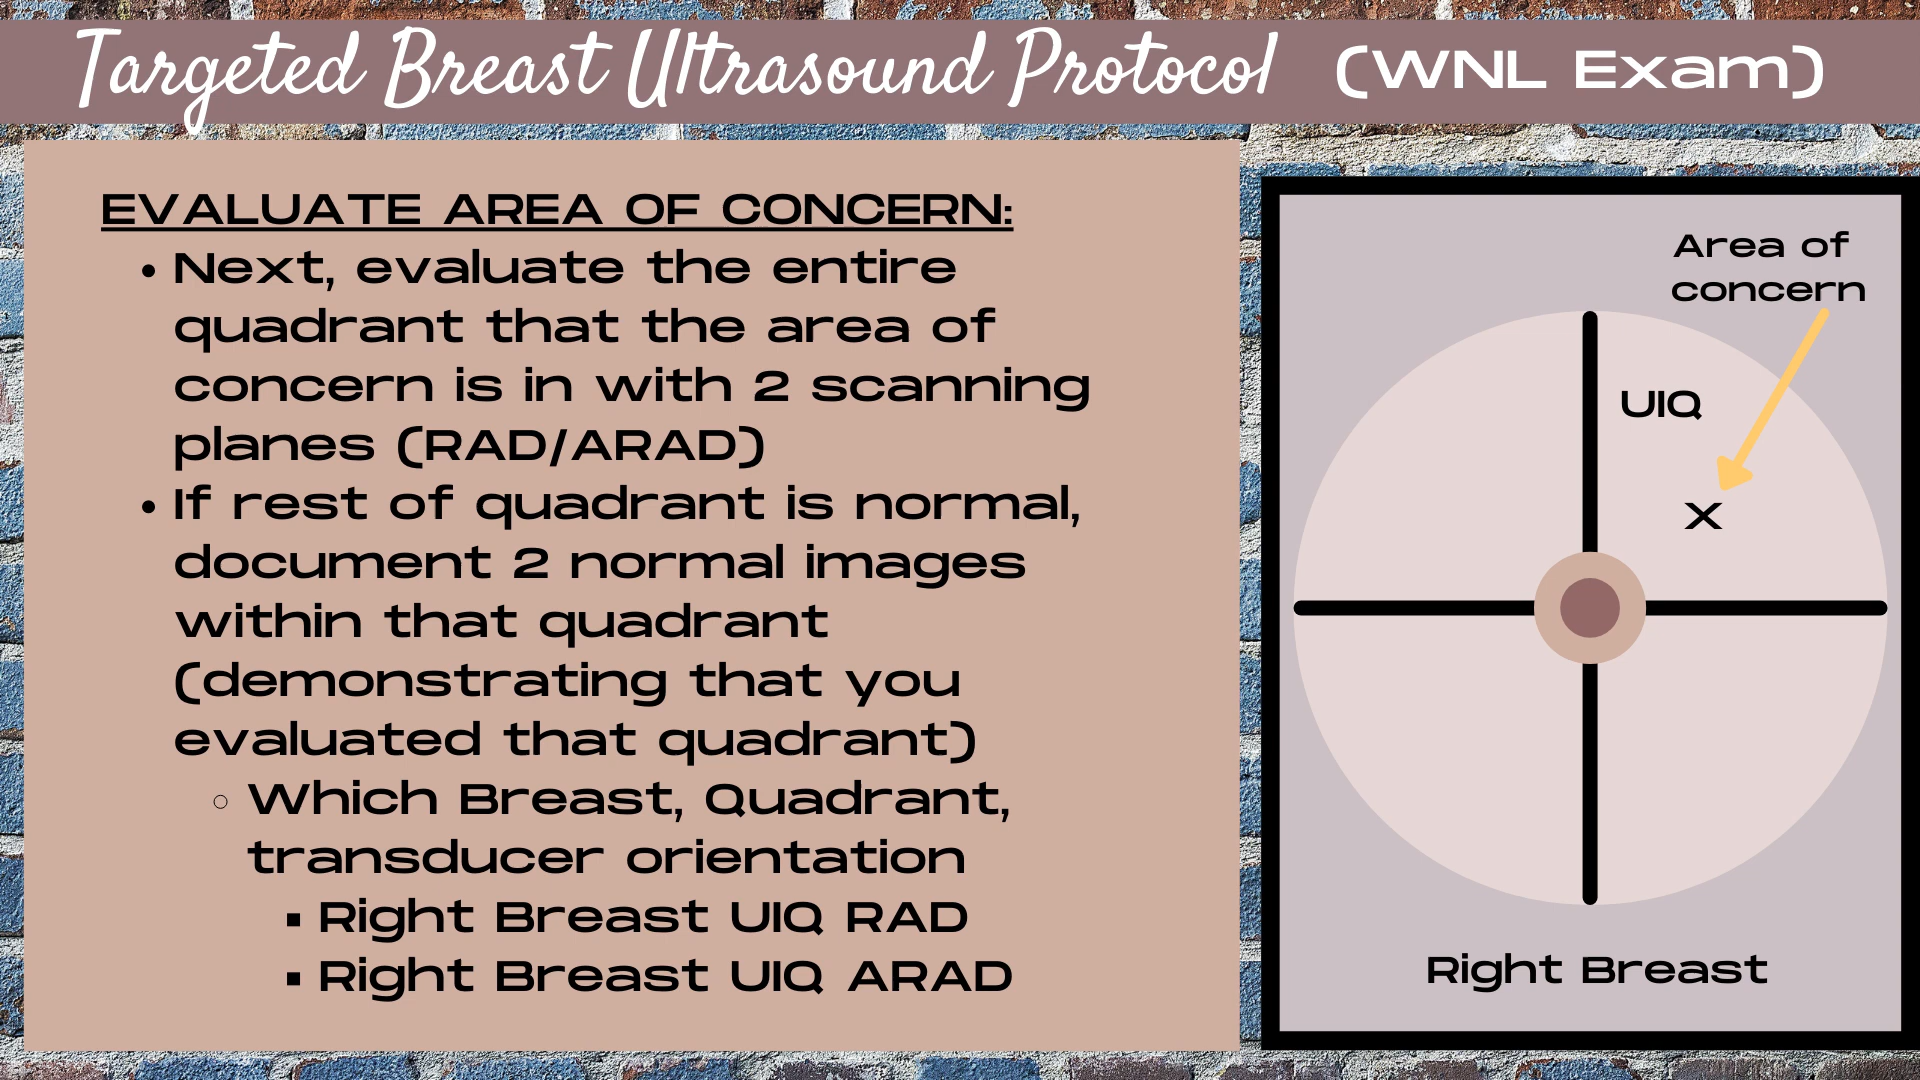 Targeted Breast Ultrasound Protocol (WNL Exam)
EVALUATE AREA OF CONCERN:
• Next, evaluate the entire
quadrant that the area of
concern is in with 2 scanning
planes (RAD/ARAD)
• If rest of quadrant is normal,
document 2 normal images
within that quadrant
(demonstrating that you
evaluated that quadrant)
○ Which Breast, Quadrant,
transducer orientation
▪ Right Breast UIQ RAD
▪ Right Breast UIQ ARAD
Area of
concern
UIQ
X
Right Breast